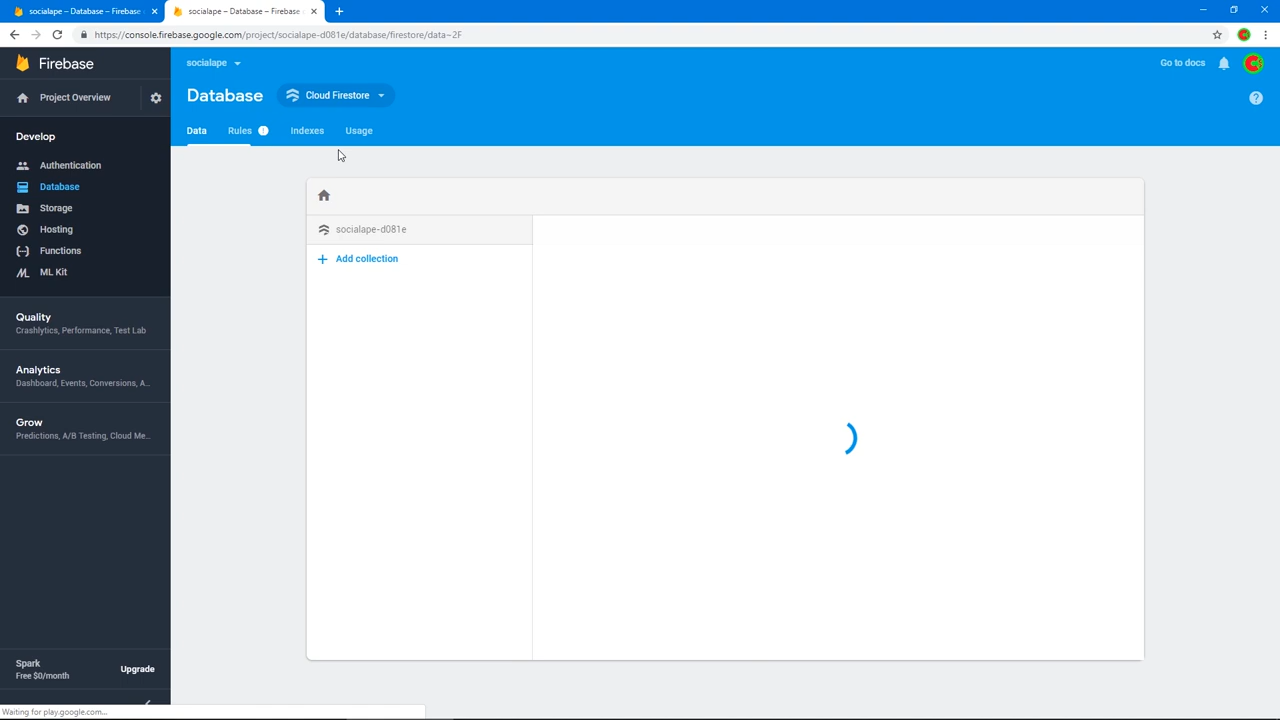 socialape – Database – Firebase
socialape – Database – Firebase
https://console.firebase.google.com/project/socialape-d081e/database/firestore/data~2F
Firebase
socialape
Go to docs
Project Overview
Database
Cloud Firestore
Data
Rules
Indexes
Usage
Develop
Authentication
Database
Storage
Hosting
Functions
ML Kit
socialape-d081e
Add collection
Quality
Crashlytics, Performance, Test Lab
Analytics
Dashboard, Events, Conversions, A...
Grow
Predictions, A/B Testing, Cloud Me...
Spark
Free $0/month
Upgrade
Waiting for play.google.com...